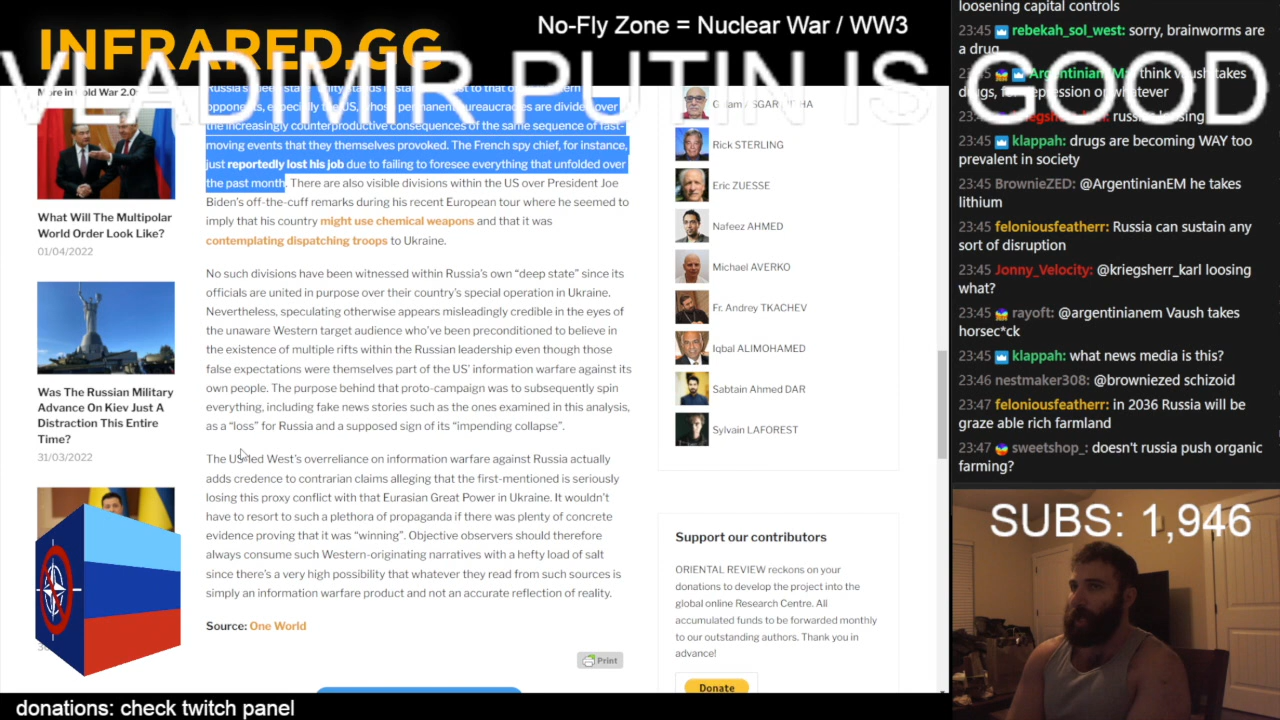 INFRARED.GG
No-Fly Zone = Nuclear War / WW3
VLADIMIR PUTIN IS GOOD
More in Cold War 2.0:
What Will The Multipolar
World Order Look Like?
01/04/2022
Was The Russian Military
Advance On Kiev Just A
Distraction This Entire
Time?
31/03/2022
opponents, especially the US, whose permanent bureaucracies are divided over
the increasingly counterproductive consequences of the same sequence of fast-
moving events that they themselves provoked. The French spy chief, for instance,
just reportedly lost his job due to failing to foresee everything that unfolded over
the past month. There are also visible divisions within the US over President Joe
Biden's off-the-cuff remarks during his recent European tour where he seemed to
imply that his country might use chemical weapons and that it was
contemplating dispatching troops to Ukraine.
No such divisions have been witnessed within Russia's own "deep state" since its
officials are united in purpose over their country's special operation in Ukraine.
Nevertheless, speculating otherwise appears misleadingly credible in the eyes of
the unaware Western target audience who've been preconditioned to believe in
the existence of multiple rifts within the Russian leadership even though those
false expectations were themselves part of the US' information warfare against its
own people. The purpose behind that proto-campaign was to subsequently spin
everything, including fake news stories such as the ones examined in this analysis,
as a "loss" for Russia and a supposed sign of its "impending collapse".
The US-led West's overreliance on information warfare against Russia actually
adds credence to contrarian claims alleging that the first-mentioned is seriously
losing this proxy conflict with that Eurasian Great Power in Ukraine. It wouldn't
have to resort to such a plethora of propaganda if there was plenty of concrete
evidence proving that it was "winning". Objective observers should therefore
always consume such Western-originating narratives with a hefty load of salt
since there's a very high possibility that whatever they read from such sources is
simply an information warfare product and not an accurate reflection of reality.
Source: One World
Print
Rick STERLING
Eric ZUESSE
Nafeez AHMED
Michael AVERKO
Fr. Andrey TKACHEV
Iqbal ALIMOHAMED
Sabtain Ahmed DAR
Sylvain LAFOREST
Support our contributors
ORIENTAL REVIEW reckons on your
donations to develop the project into the
global online Research Centre. All
accumulated funds to be forwarded monthly
to our outstanding authors. Thank you in
advance!
Donate
loosening capital controls
23:45 rebekah_sol_west: sorry, brainworms are
a drug
23:45 ArgentinianEM: think vaush takes
drugs, for depression or whatever
23:45 kriegsherr_karl: russia loosing
23:45 klappah: drugs are becoming WAY too
prevalent in society
23:45 BrownieZED: @ArgentinianEM he takes
lithium
23:45 feloniousfeatherr: Russia can sustain any
sort of disruption
23:45 Jonny_Velocity: @kriegsherr_karl loosing
what?
23:45 rayoft: @argentinianem Vaush takes
horsec*ck
23:45 klappah: what news media is this?
23:46 nestmaker308: @browniezed schizoid
23:47 feloniousfeatherr: in 2036 Russia will be
graze able rich farmland
23:47 sweetshop_: doesn't russia push organic
farming?
SUBS: 1,946
donations: check twitch panel